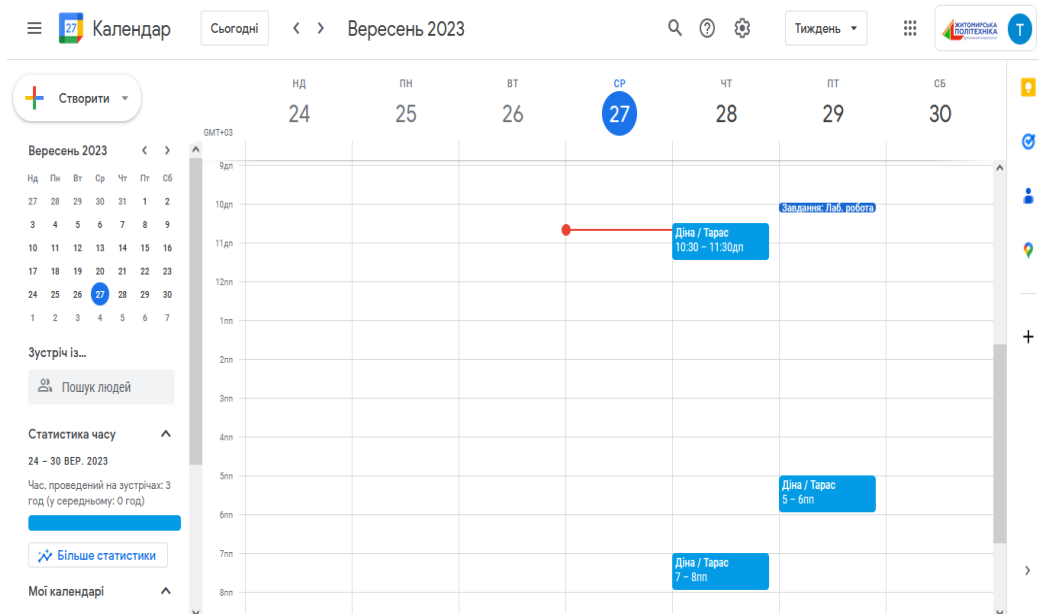 27 Календар
Сьогодні
Вересень 2023
Тиждень
ЖИТОМИРСЬКА
ПОЛІТЕХНІКА
Т
Створити
Вересень 2023
Нд Пн Вт Ср Чт Пт Сб
27 28 29 30 31 1 2
3 4 5 6 7 8 9
10 11 12 13 14 15 16
17 18 19 20 21 22 23
24 25 26 27 28 29 30
1 2 3 4 5 6 7
Зустріч із...
Пошук людей
Статистика часу
24 – 30 ВЕР. 2023
Час, проведений на зустрічах: 3
год (у середньому: 0 год)
Більше статистики
Мої календарі
НД ПН ВТ СР ЧТ ПТ СБ
24 25 26 27 28 29 30
GMT+03
9дп
10дп
Завдання: Лаб. робота
11дп
Діна / Тарас
10:30 – 11:30дп
12пп
1пп
2пп
3пп
4пп
5пп
Діна / Тарас
5 – 6пп
6пп
7пп
Діна / Тарас
7 – 8пп
8пп